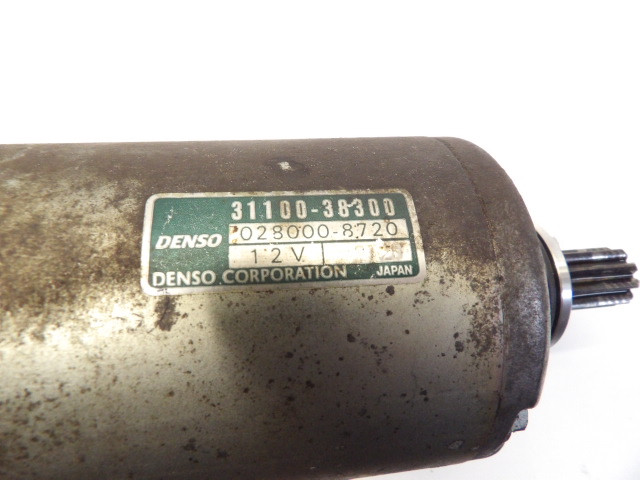 31100-38300
DENSO 028000-8720
12V
DENSO CORPORATION JAPAN